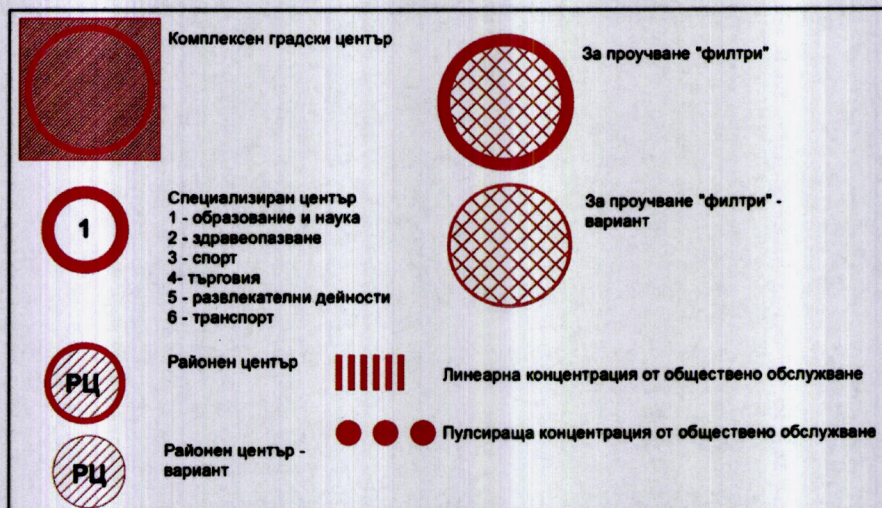 Комплексен градски център
1
Специализиран център
1 - образование и наука
2 - здравеопазване
3 - спорт
4- търговия
5 - развлекателни дейности
6 - транспорт
РЦ
Районен център
РЦ
Районен център -
вариант
За проучване "филтри"
За проучване "филтри" -
вариант
Линеарна концентрация от обществено обслужване
Пулсираща концентрация от обществено обслужване